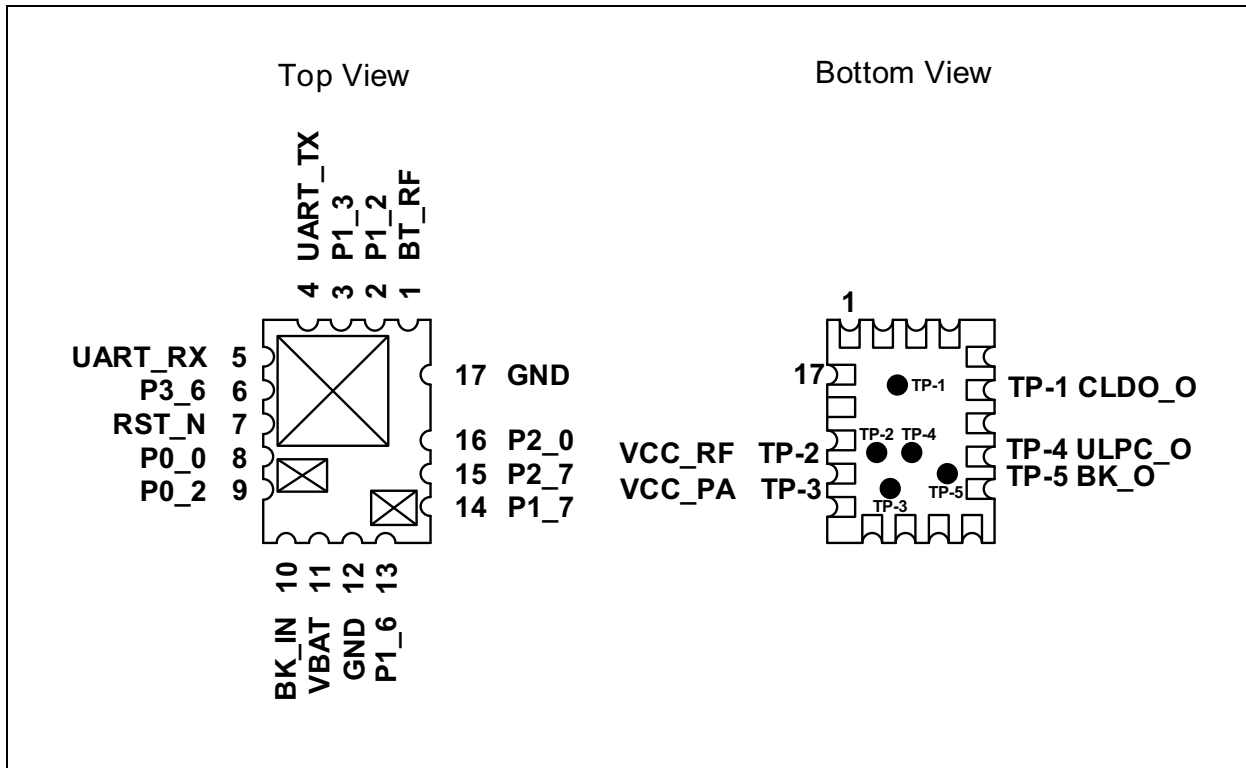 Top View
UART_TX
P1_3
P1_2
BT_RF
4
3
2
1
UART_RX 5
P3_6 6
RST_N 7
P0_0 8
P0_2 9
17 GND
16 P2_0
15 P2_7
14 P1_7
10
11
12
13
BK_IN
VBAT
GND
P1_6
Bottom View
1
17
TP-1
TP-2
TP-4
TP-5
TP-3
VCC_RF TP-2
VCC_PA TP-3
TP-1 CLDO_O
TP-4 ULPC_O
TP-5 BK_O